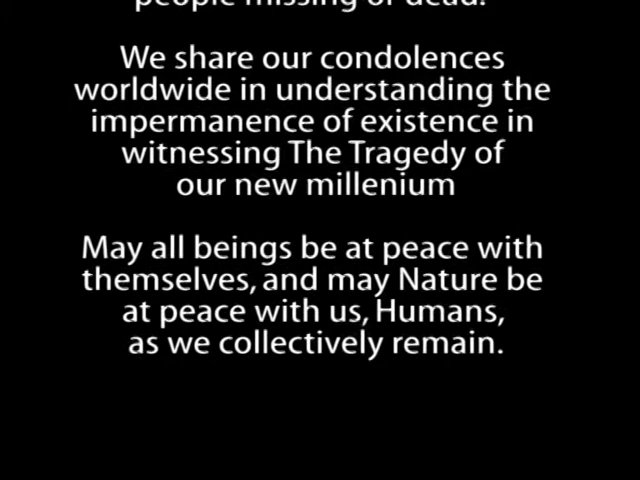 people missing or dead.
We share our condolences
worldwide in understanding the
impermanence of existence in
witnessing The Tragedy of
our new millenium
May all beings be at peace with
themselves, and may Nature be
at peace with us, Humans,
as we collectively remain.